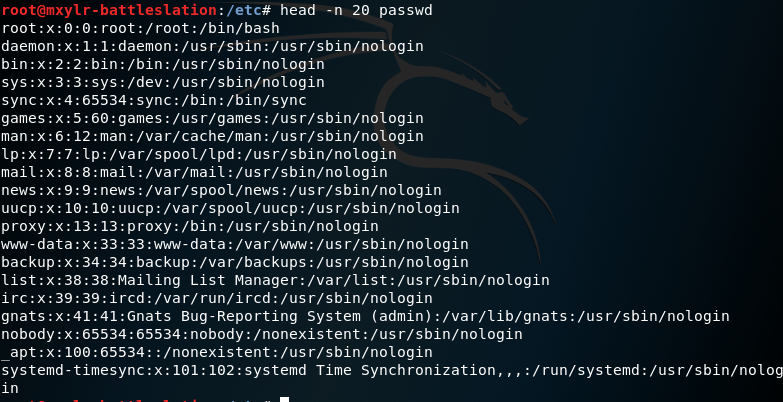 root@mxylr-battleslation:/etc# head -n 20 passwd
root:x:0:0:root:/root:/bin/bash
daemon:x:1:1:daemon:/usr/sbin:/usr/sbin/nologin
bin:x:2:2:bin:/bin:/usr/sbin/nologin
sys:x:3:3:sys:/dev:/usr/sbin/nologin
sync:x:4:65534:sync:/bin:/bin/sync
games:x:5:60:games:/usr/games:/usr/sbin/nologin
man:x:6:12:man:/var/cache/man:/usr/sbin/nologin
lp:x:7:7:lp:/var/spool/lpd:/usr/sbin/nologin
mail:x:8:8:mail:/var/mail:/usr/sbin/nologin
news:x:9:9:news:/var/spool/news:/usr/sbin/nologin
uucp:x:10:10:uucp:/var/spool/uucp:/usr/sbin/nologin
proxy:x:13:13:proxy:/bin:/usr/sbin/nologin
www-data:x:33:33:www-data:/var/www:/usr/sbin/nologin
backup:x:34:34:backup:/var/backups:/usr/sbin/nologin
list:x:38:38:Mailing List Manager:/var/list:/usr/sbin/nologin
irc:x:39:39:ircd:/var/run/ircd:/usr/sbin/nologin
gnats:x:41:41:Gnats Bug-Reporting System (admin):/var/lib/gnats:/usr/sbin/nologin
nobody:x:65534:65534:nobody:/nonexistent:/usr/sbin/nologin
_apt:x:100:65534::/nonexistent:/usr/sbin/nologin
systemd-timesync:x:101:102:systemd Time Synchronization,,,:/run/systemd:/usr/sbin/nolog
in